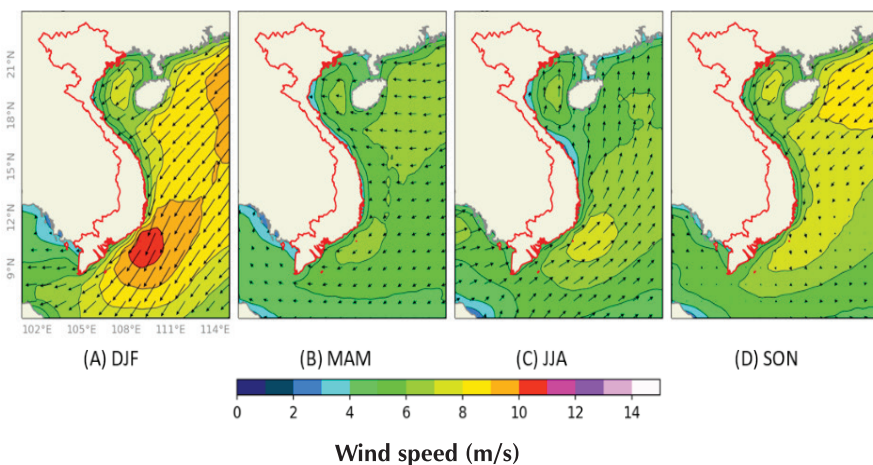 21°N
18°N
15°N
12°N
9°N
102°E 105°E 108°E 111°E 114°E
(A) DJF (B) MAM (C) JJA (D) SON
0 2 4 6 8 10 12 14
Wind speed (m/s)